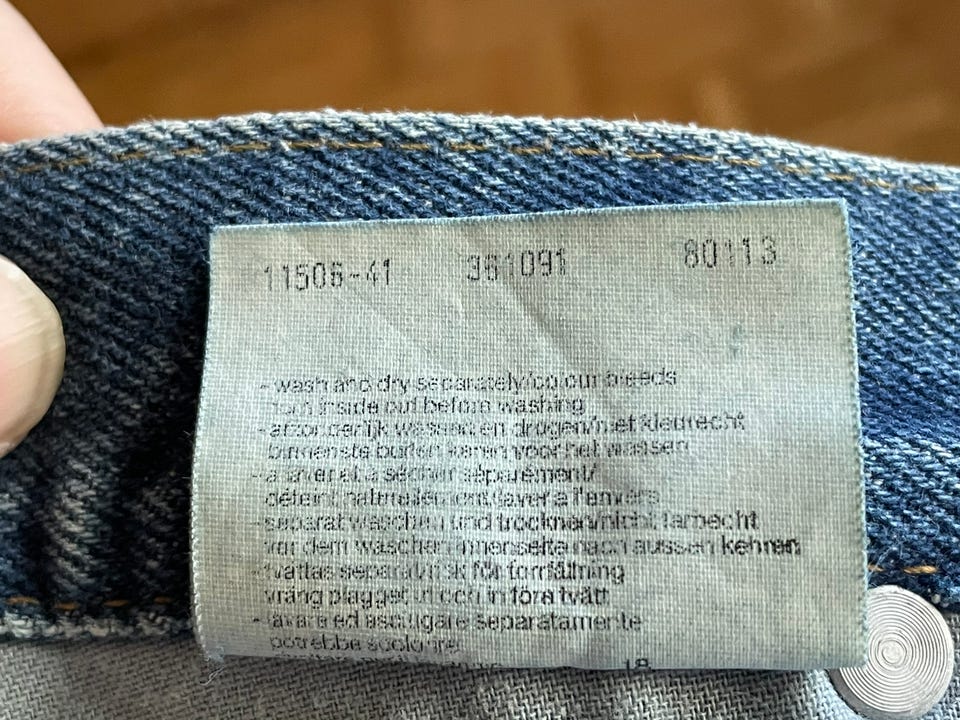 11506-41 361091 80113
-wash and dry separately/colour bleeds
turn inside out before washing
-afzonderlijk wassen en drogen/niet kleurecht
binnenste buiten keren voor het wassen
-a laver et à sécher séparément/
déteint naturellement/laver a l'envers
-separat waschen und trocknen/nicht farbecht
vor dem waschen innenseite nach aussen kehren
-tvättas separat/risk för torrfällning
vräng plagget ut och in före tvätt
-lavare ed asciugare separatamente
potrebbe scolorire
18